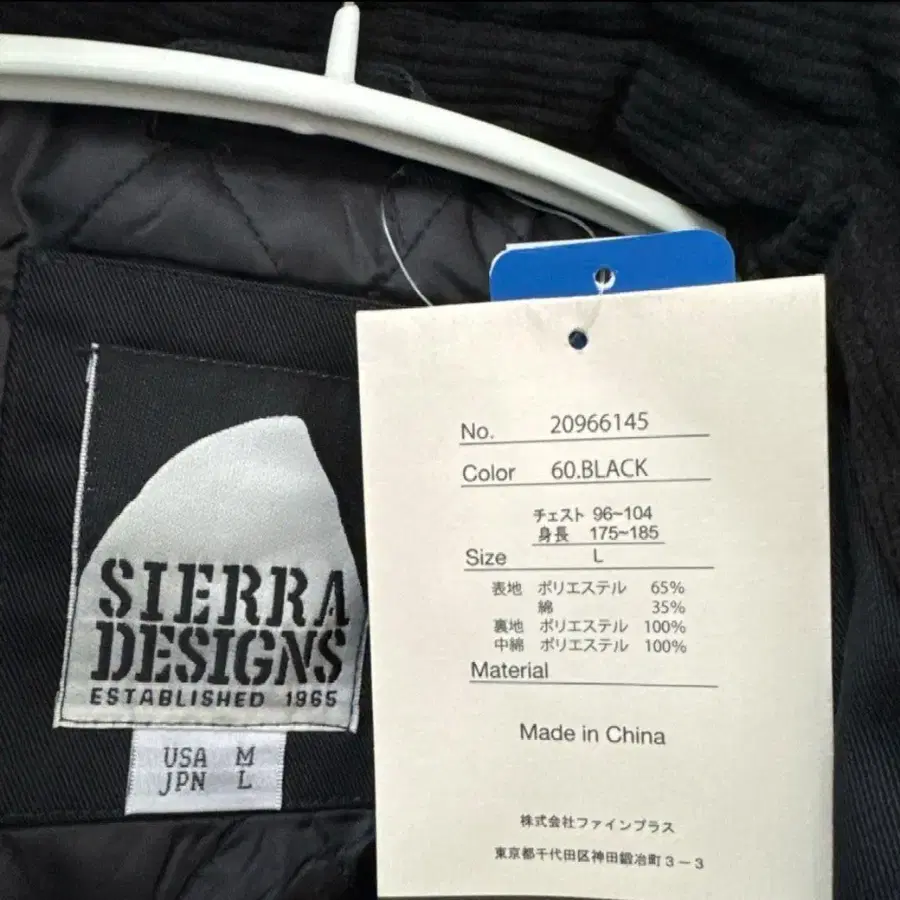 SIERRA
DESIGNS
ESTABLISHED 1965
USA M
JPN L
No. 20966145
Color 60.BLACK
チェスト 96~104
身長 175~185
Size L
表地 ポリエステル 65%
綿 35%
裏地 ポリエステル 100%
中綿 ポリエステル 100%
Material
Made in China
株式会社ファインプラス
東京都千代田区神田鍛冶町3-3